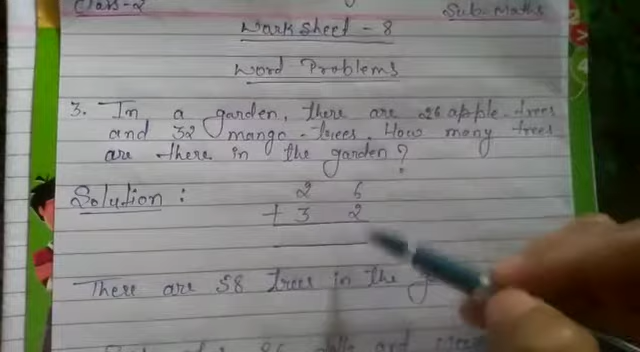 Class-2
Sub-Maths
Work Sheet - 8
Word Problems
3. In a garden, there are 26 apple-trees
and 32 mango-trees. How many trees
are there in the garden?
Solution :
2 6
+ 3 2
There are 58 trees in the